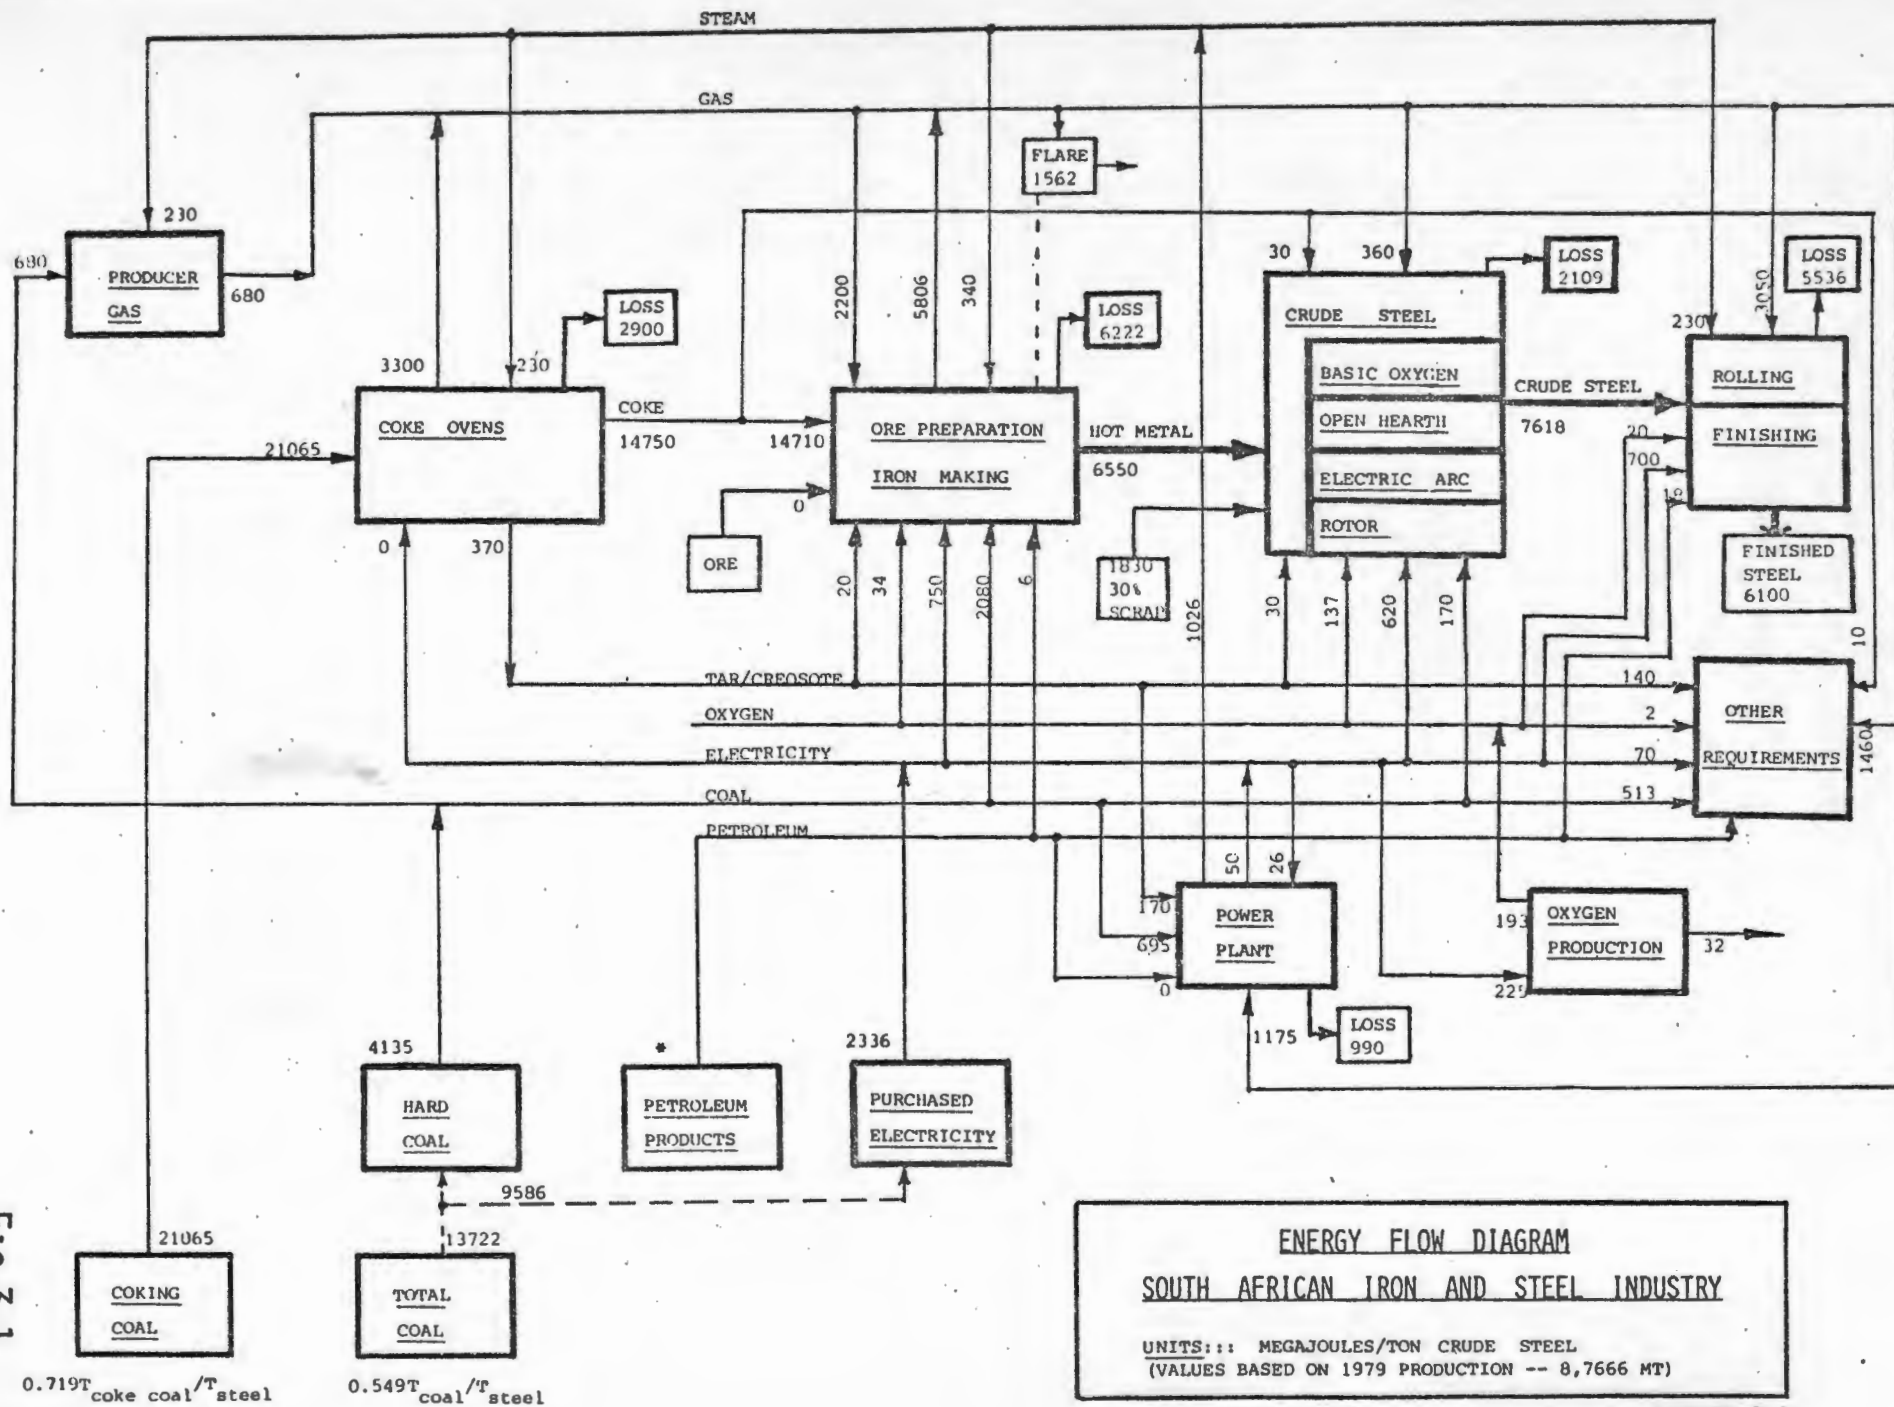 STEAM
GAS
FLARE
1562
230
680
PRODUCER
GAS
680
30
360
LOSS
2109
LOSS
5536
2200
5806
340
3050
230
LOSS
2900
LOSS
6222
CRUDE STEEL
BASIC OXYGEN
OPEN HEARTH
ELECTRIC ARC
ROTOR
3300
230
COKE OVENS
COKE
14750
14710
ORE PREPARATION
IRON MAKING
HOT METAL
6550
CRUDE STEEL
7618
ROLLING
FINISHING
20
700
21065
0
ORE
0
370
20
34
750
2080
6
1830
30%
SCRAP
1026
30
137
620
170
FINISHED
STEEL
6100
10
TAR/CREOSOTE
140
OXYGEN
2
ELECTRICITY
70
COAL
513
PETROLEUM
OTHER
REQUIREMENTS
1460
50
26
170
695
0
POWER
PLANT
193
OXYGEN
PRODUCTION
32
225
1175
LOSS
990
4135
HARD
COAL
*
PETROLEUM
PRODUCTS
2336
PURCHASED
ELECTRICITY
9586
21065
COKING
COAL
13722
TOTAL
COAL
0.719T coke coal/T steel
0.549T coal/T steel
ENERGY FLOW DIAGRAM
SOUTH AFRICAN IRON AND STEEL INDUSTRY
UNITS::: MEGAJOULES/TON CRUDE STEEL
(VALUES BASED ON 1979 PRODUCTION -- 8,7666 MT)